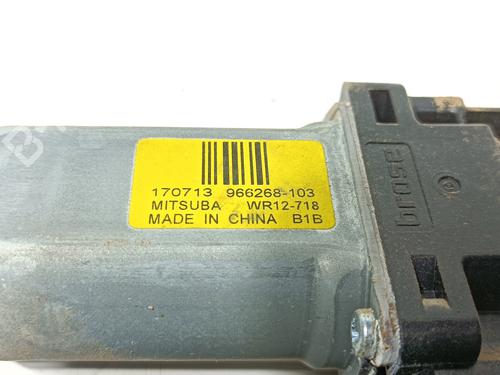 170713 966268-103
MITSUBA WR12-718
MADE IN CHINA B1B
brose